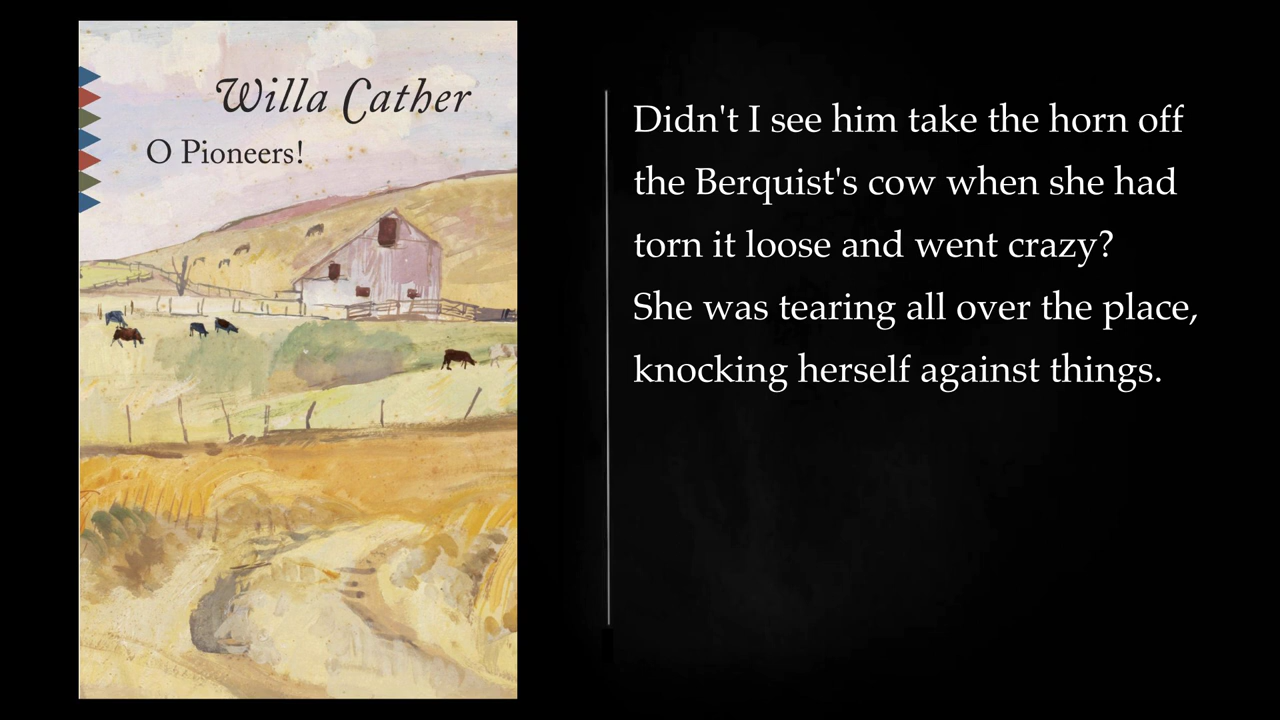 Willa Cather
O Pioneers!
Didn't I see him take the horn off
the Berquist's cow when she had
torn it loose and went crazy?
She was tearing all over the place,
knocking herself against things.